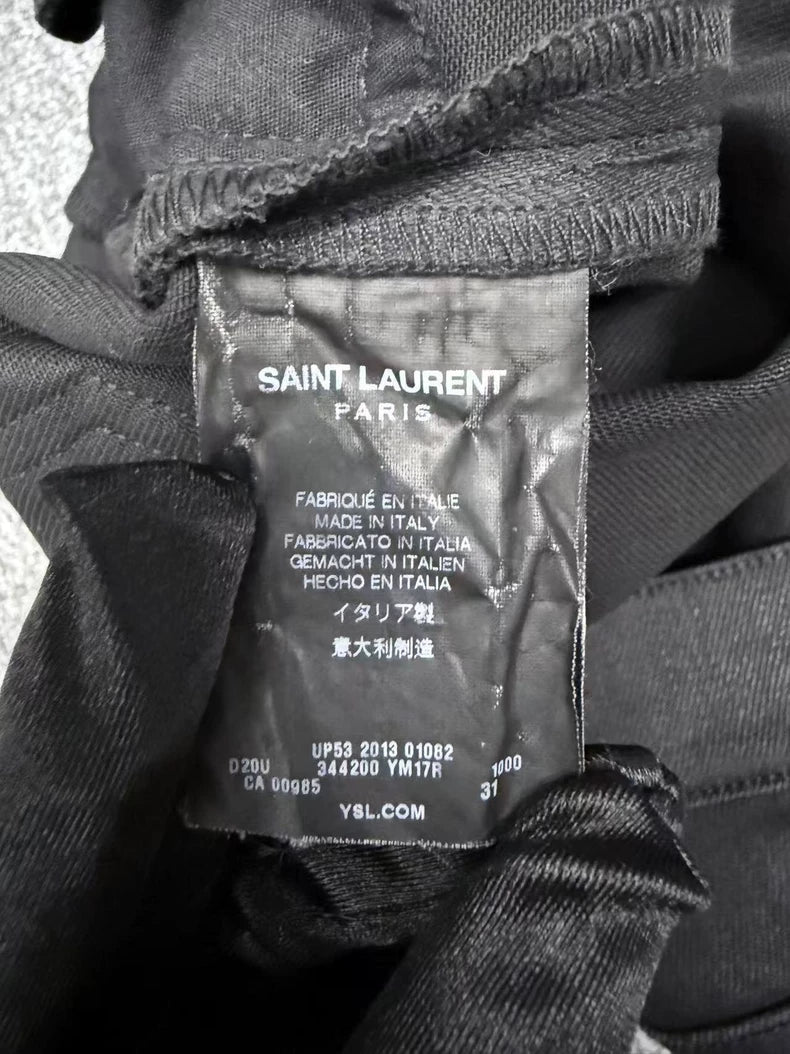 SAINT LAURENT
PARIS
FABRIQUÉ EN ITALIE
MADE IN ITALY
FABBRICATO IN ITALIA
GEMACHT IN ITALIEN
HECHO EN ITALIA
イタリア製
意大利制造
UP53 2013 01082
D20U 344200 YM17R 1000
CA 00985 31
YSL.COM